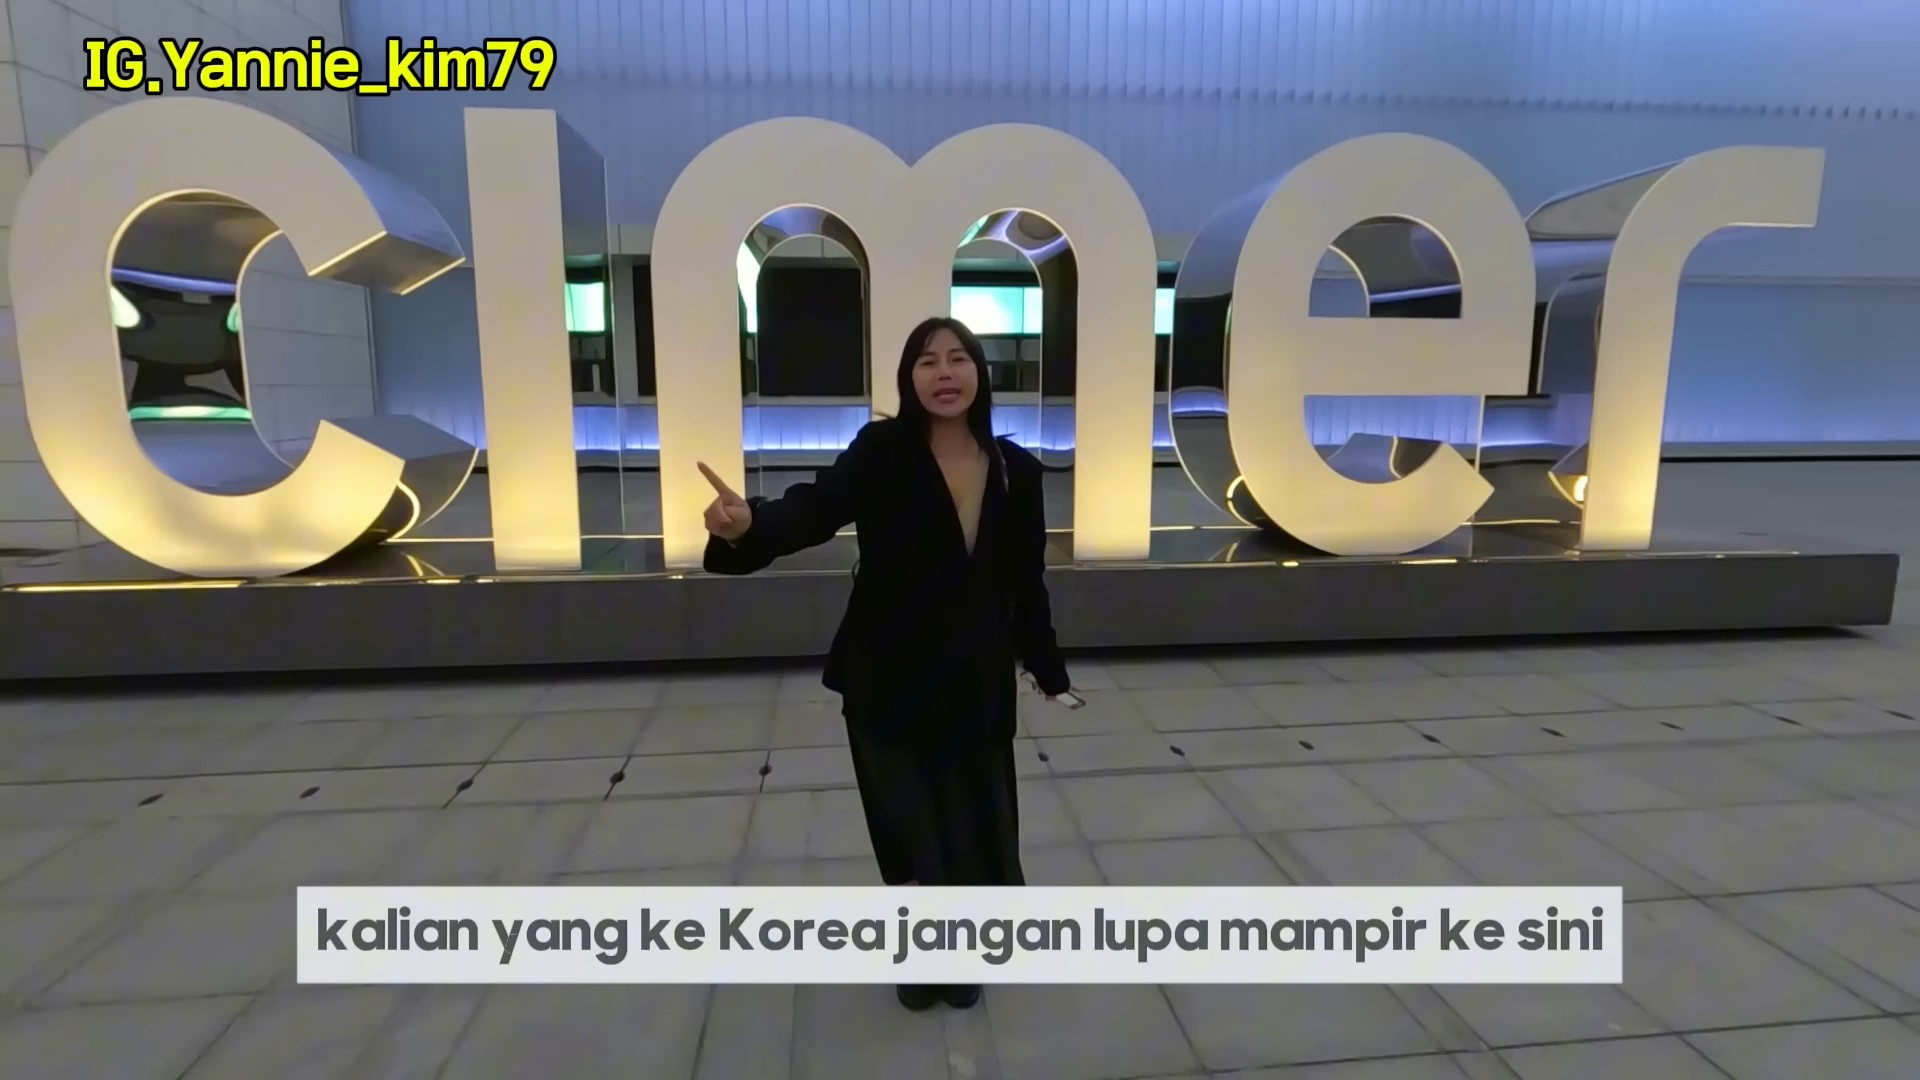 IG.Yannie_kim79
cimer
kalian yang ke Korea jangan lupa mampir ke sini